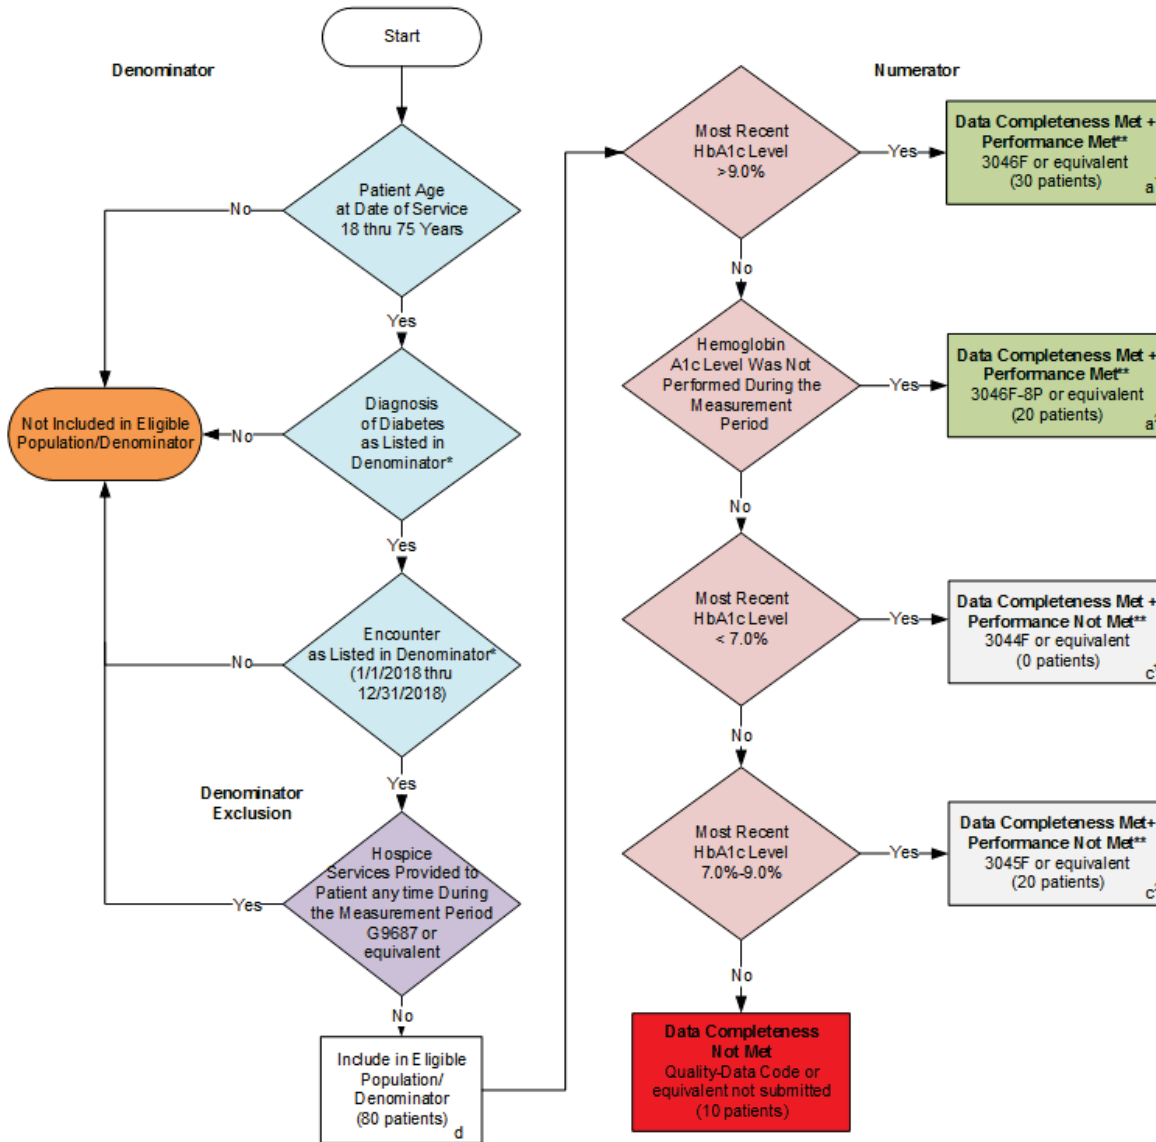 Start
Denominator
Patient Age
at Date of Service
18 thru 75 Years
No
Yes
Diagnosis
of Diabetes
as Listed in
Denominator*
No
Not Included in Eligible
Population/Denominator
Yes
Encounter
as Listed in Denominator*
(1/1/2018 thru
12/31/2018)
No
Yes
Denominator
Exclusion
Hospice
Services Provided to
Patient any time During
the Measurement Period
G9687 or
equivalent
Yes
No
Include in Eligible
Population/
Denominator
(80 patients)
d
Numerator
Most Recent
HbA1c Level
>9.0%
Yes
Data Completeness Met +
Performance Met**
3046F or equivalent
(30 patients)
a
No
Hemoglobin
A1c Level Was Not
Performed During the
Measurement
Period
Yes
Data Completeness Met +
Performance Met**
3046F-8P or equivalent
(20 patients)
a
No
Most Recent
HbA1c Level
< 7.0%
Yes
Data Completeness Met +
Performance Not Met**
3044F or equivalent
(0 patients)
c
No
Most Recent
HbA1c Level
7.0%-9.0%
Yes
Data Completeness Met+
Performance Not Met**
3045F or equivalent
(20 patients)
c
No
Data Completeness
Not Met
Quality-Data Code or
equivalent not submitted
(10 patients)